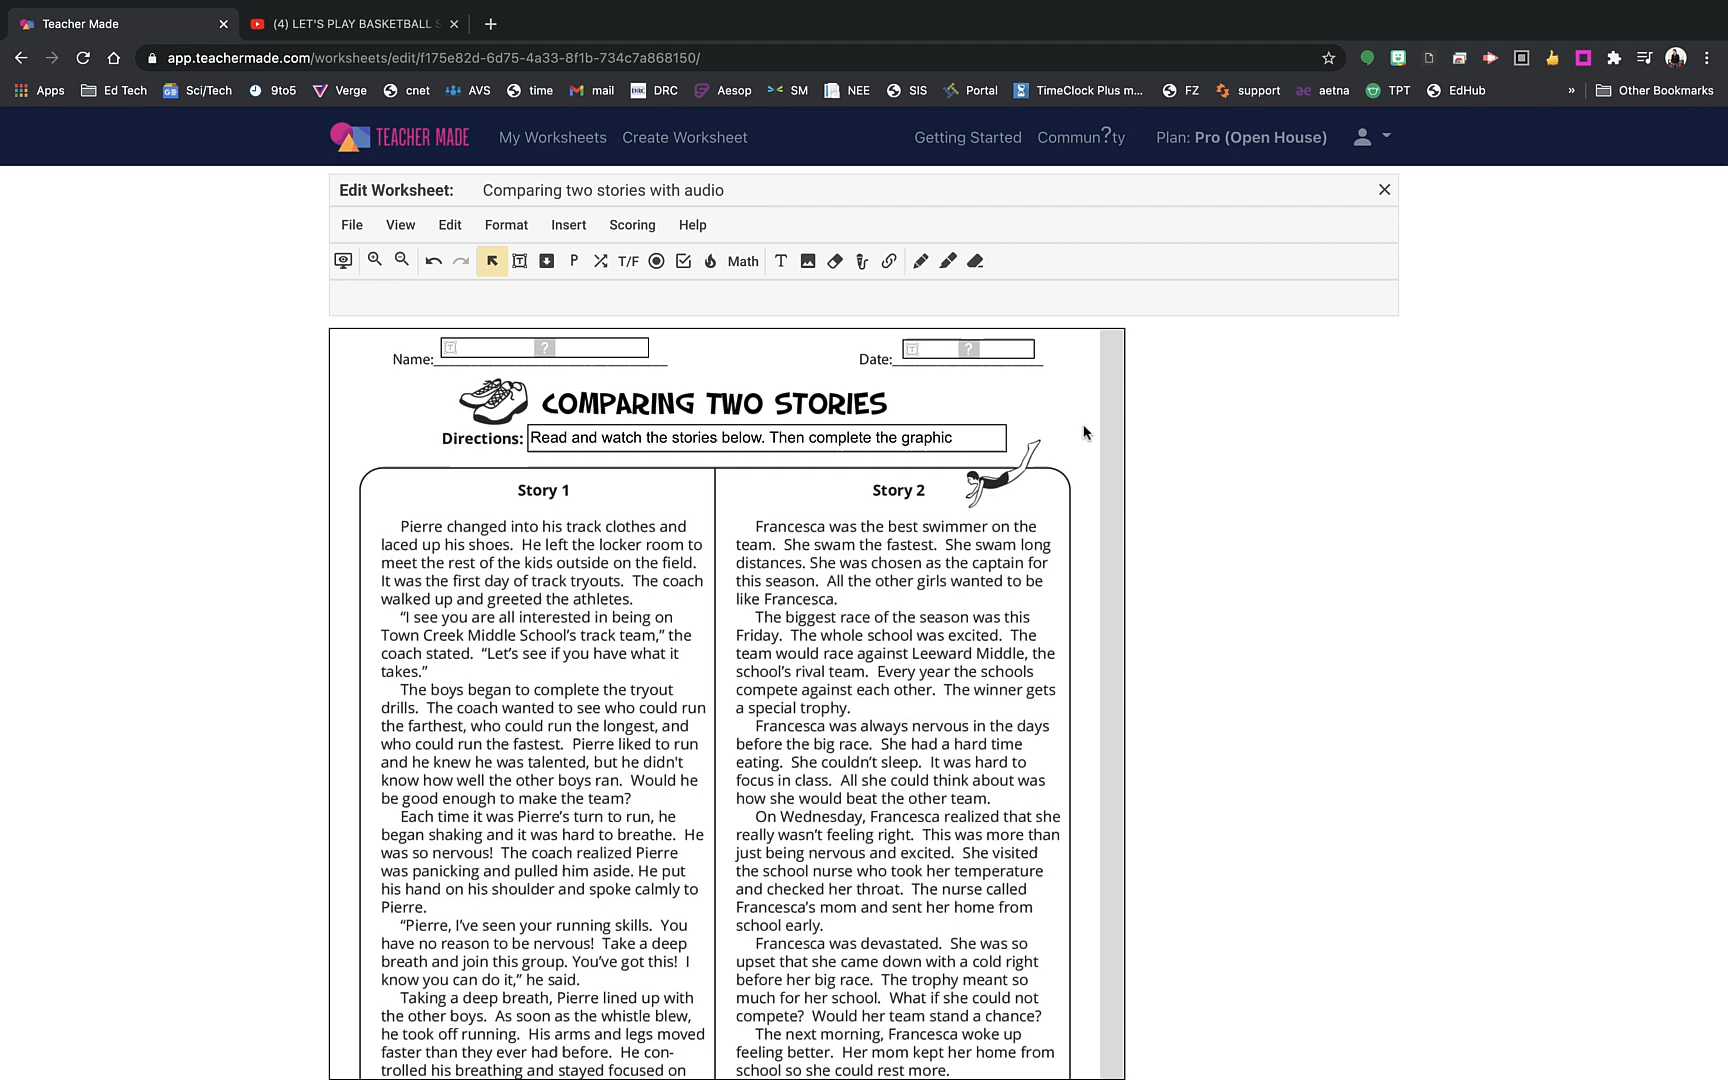 Teacher Made
(4) LET'S PLAY BASKETBALL S
app.teachermade.com/worksheets/edit/f175e82d-6d75-4a33-8f1b-734c7a868150/
Apps Ed Tech Sci/Tech 9to5 Verge cnet AVS time mail DRC Aesop SM NEE SIS Portal TimeClock Plus m... FZ support aetna TPT EdHub » Other Bookmarks
TEACHER MADE My Worksheets Create Worksheet Getting Started Commun?ty Plan: Pro (Open House)
Edit Worksheet: Comparing two stories with audio
File View Edit Format Insert Scoring Help
P T/F Math T
Name: ? Date: ?
COMPARING TWO STORIES
Directions: Read and watch the stories below. Then complete the graphic
Story 1
Pierre changed into his track clothes and
laced up his shoes. He left the locker room to
meet the rest of the kids outside on the field.
It was the first day of track tryouts. The coach
walked up and greeted the athletes.
“I see you are all interested in being on
Town Creek Middle School’s track team,” the
coach stated. “Let’s see if you have what it
takes.”
The boys began to complete the tryout
drills. The coach wanted to see who could run
the farthest, who could run the longest, and
who could run the fastest. Pierre liked to run
and he knew he was talented, but he didn't
know how well the other boys ran. Would he
be good enough to make the team?
Each time it was Pierre’s turn to run, he
began shaking and it was hard to breathe. He
was so nervous! The coach realized Pierre
was panicking and pulled him aside. He put
his hand on his shoulder and spoke calmly to
Pierre.
“Pierre, I’ve seen your running skills. You
have no reason to be nervous! Take a deep
breath and join this group. You’ve got this! I
know you can do it,” he said.
Taking a deep breath, Pierre lined up with
the other boys. As soon as the whistle blew,
he took off running. His arms and legs moved
faster than they ever had before. He con-
trolled his breathing and stayed focused on
Story 2
Francesca was the best swimmer on the
team. She swam the fastest. She swam long
distances. She was chosen as the captain for
this season. All the other girls wanted to be
like Francesca.
The biggest race of the season was this
Friday. The whole school was excited. The
team would race against Leeward Middle, the
school’s rival team. Every year the schools
compete against each other. The winner gets
a special trophy.
Francesca was always nervous in the days
before the big race. She had a hard time
eating. She couldn’t sleep. It was hard to
focus in class. All she could think about was
how she would beat the other team.
On Wednesday, Francesca realized that she
really wasn’t feeling right. This was more than
just being nervous and excited. She visited
the school nurse who took her temperature
and checked her throat. The nurse called
Francesca’s mom and sent her home from
school early.
Francesca was devastated. She was so
upset that she came down with a cold right
before her big race. The trophy meant so
much for her school. What if she could not
compete? Would her team stand a chance?
The next morning, Francesca woke up
feeling better. Her mom kept her home from
school so she could rest more.